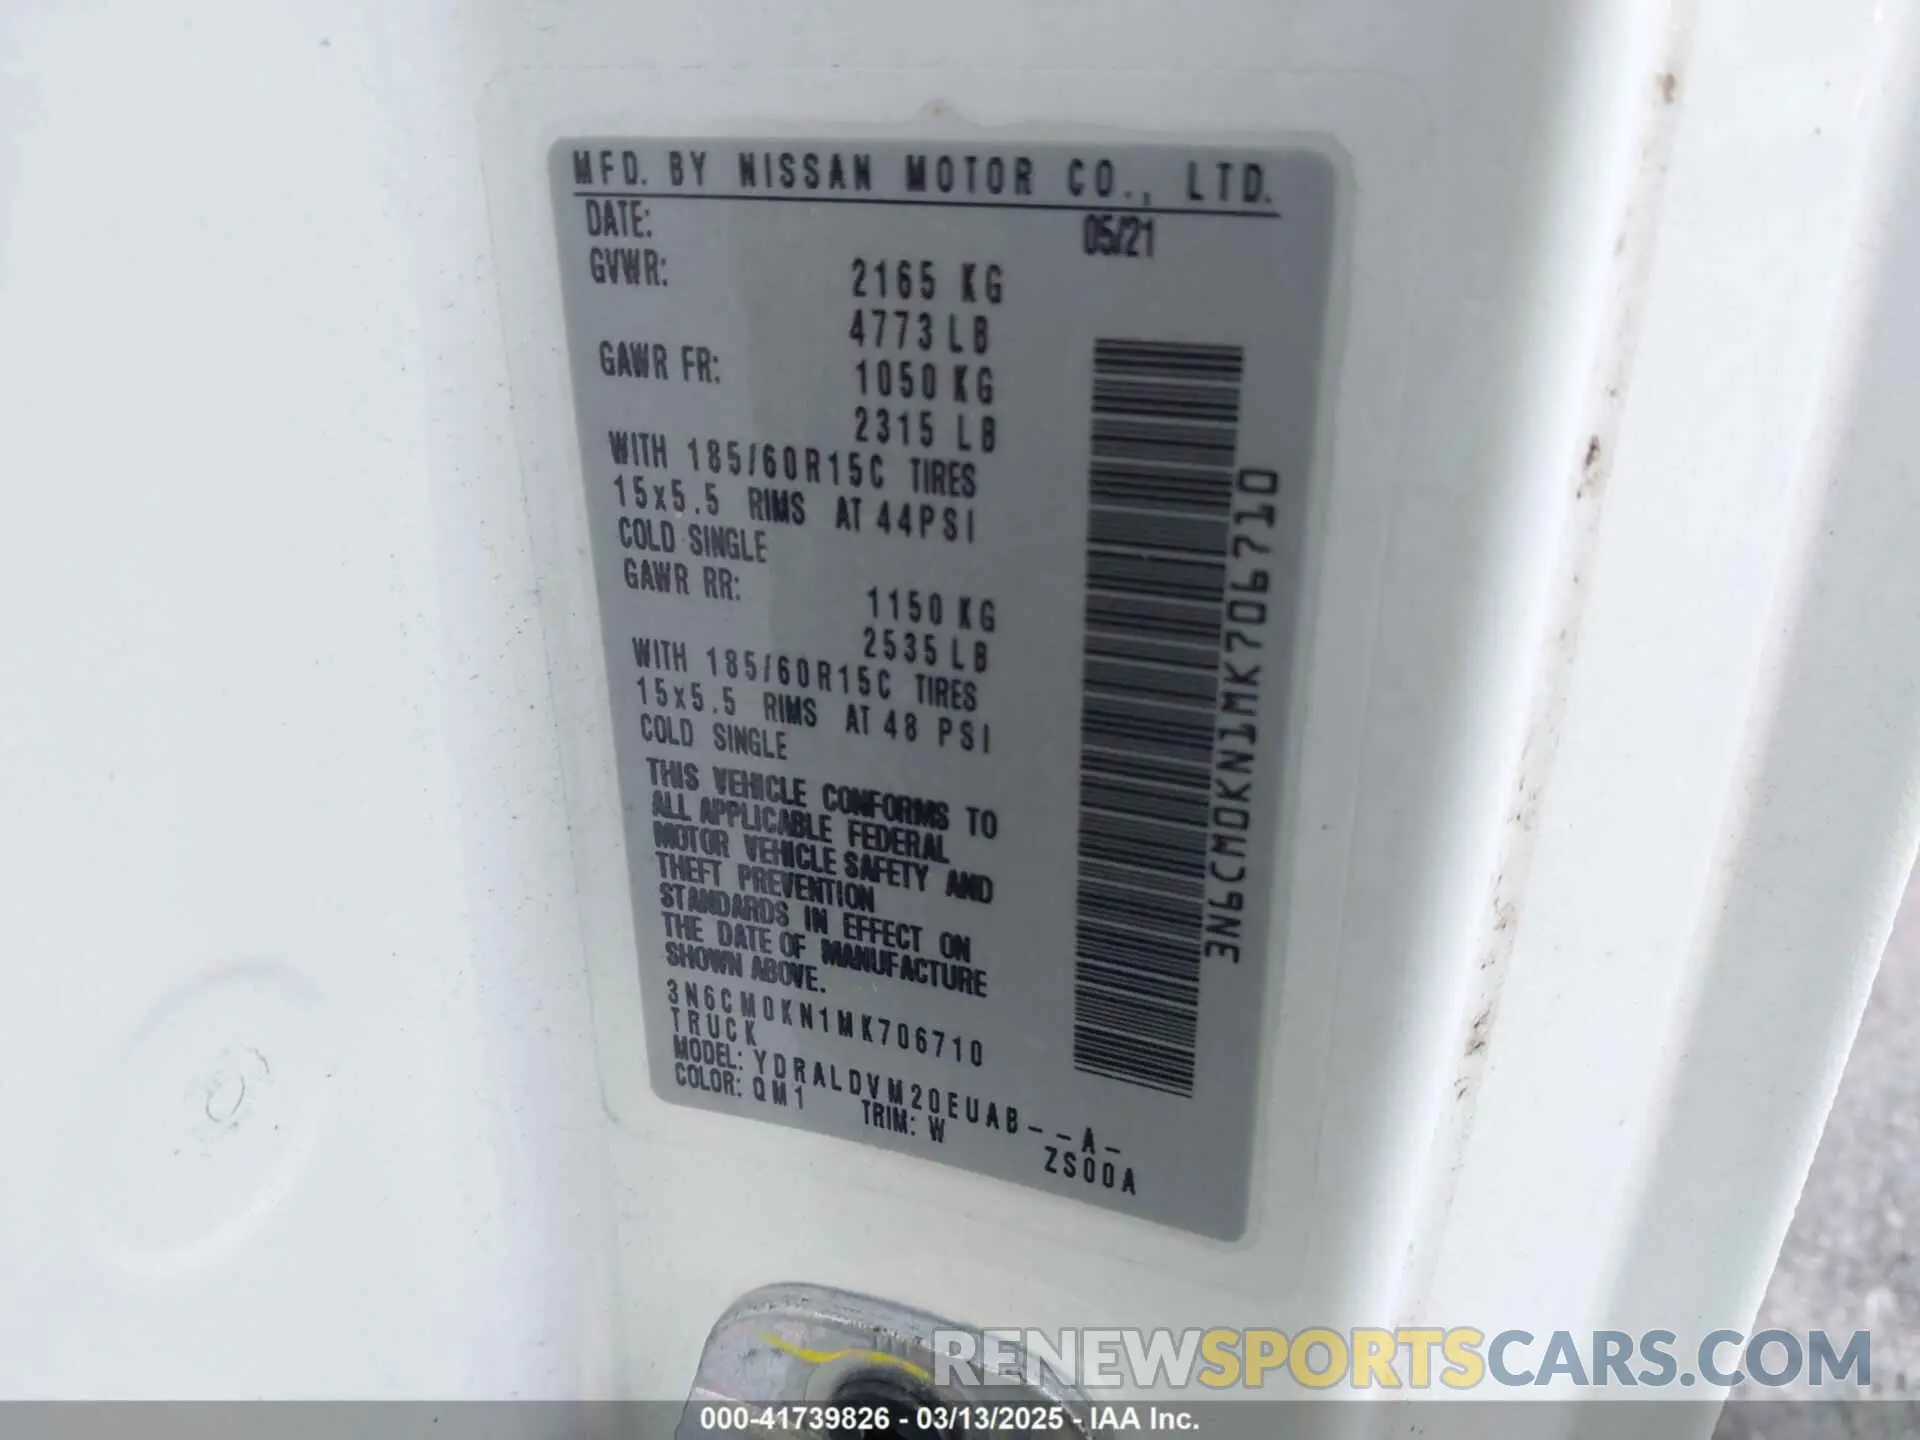 MFD. BY NISSAN MOTOR CO., LTD.
DATE: 05/21
GVWR: 2165 KG
4773 LB
GAWR FR: 1050 KG
2315 LB
WITH 185/60R15C TIRES
15x5.5 RIMS AT 44PSI
COLD SINGLE
GAWR RR: 1150 KG
2535 LB
WITH 185/60R15C TIRES
15x5.5 RIMS AT 48 PSI
COLD SINGLE
THIS VEHICLE CONFORMS TO
ALL APPLICABLE FEDERAL
MOTOR VEHICLE SAFETY AND
THEFT PREVENTION
STANDARDS IN EFFECT ON
THE DATE OF MANUFACTURE
SHOWN ABOVE.
3N6CM0KN1MK706710
TRUCK
MODEL: YDRALDVM20EUAB--A-
ZS00A
COLOR: QM1 TRIM: W
3N6CM0KN1MK706710
RENEWSPORTSCARS.COM
000-41739826 - 03/13/2025 - IAA Inc.